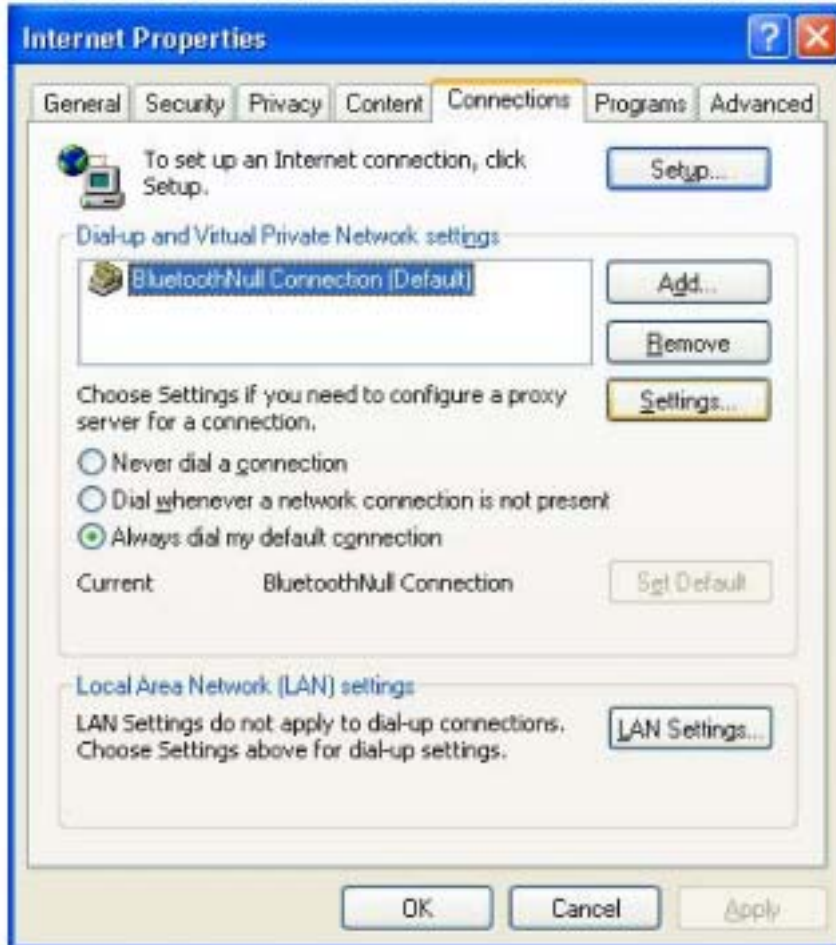 Internet Properties
General Security Privacy Content Connections Programs Advanced
To set up an Internet connection, click
Setup.
Setup...
Dial-up and Virtual Private Network settings
BluetoothNull Connection (Default)
Add...
Remove
Choose Settings if you need to configure a proxy
server for a connection.
Settings...
Never dial a connection
Dial whenever a network connection is not present
Always dial my default connection
Current BluetoothNull Connection Set Default
Local Area Network (LAN) settings
LAN Settings do not apply to dial-up connections.
Choose Settings above for dial-up settings.
LAN Settings...
OK Cancel Apply